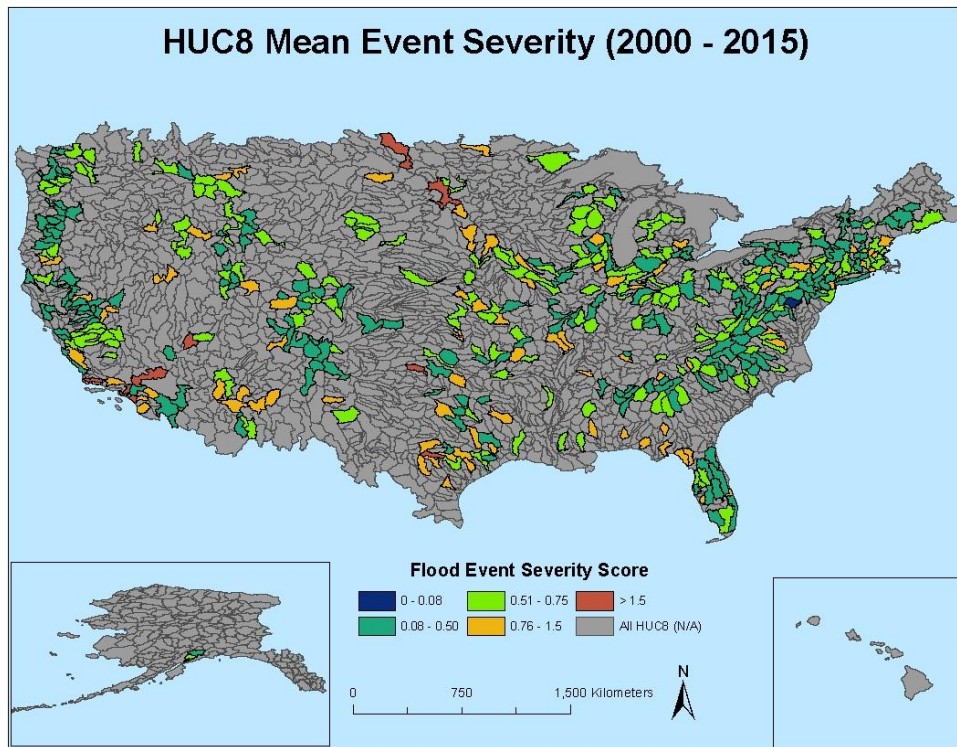 HUC8 Mean Event Severity (2000 - 2015)
Flood Event Severity Score
0 - 0.08
0.51 - 0.75
> 1.5
0.08 - 0.50
0.76 - 1.5
All HUC8 (N/A)
N
0
750
1,500 Kilometers